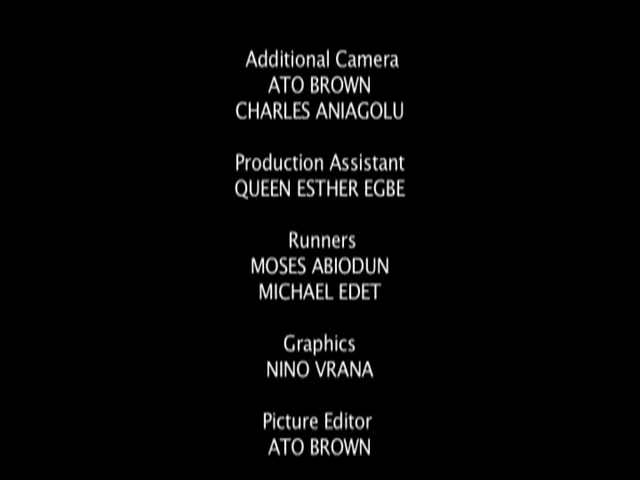 Additional Camera
ATO BROWN
CHARLES ANIAGOLU
Production Assistant
QUEEN ESTHER EGBE
Runners
MOSES ABIODUN
MICHAEL EDET
Graphics
NINO VRANA
Picture Editor
ATO BROWN